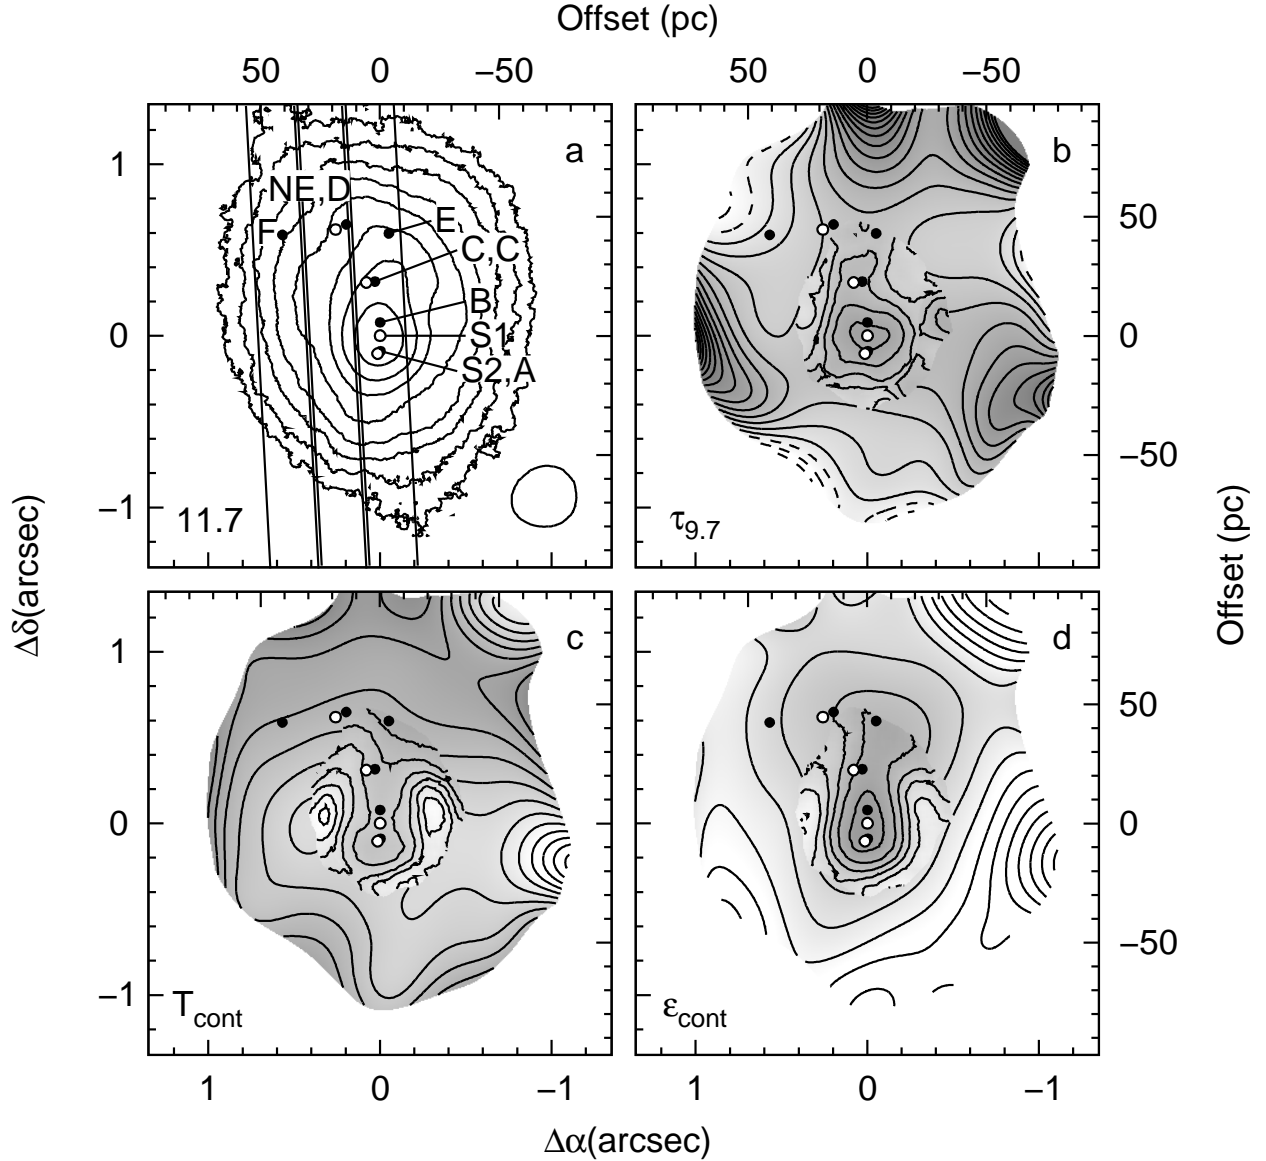 Offset (pc)
50 0 −50 50 0 −50
a b
1
NE,D
F E
C,C
B
S1
S2,A
0
−1
11.7
τ9.7
50
0
−50
Δδ(arcsec)
Offset (pc)
c d
1
0
−1
Tcont
εcont
50
0
−50
1 0 −1 1 0 −1
Δα(arcsec)